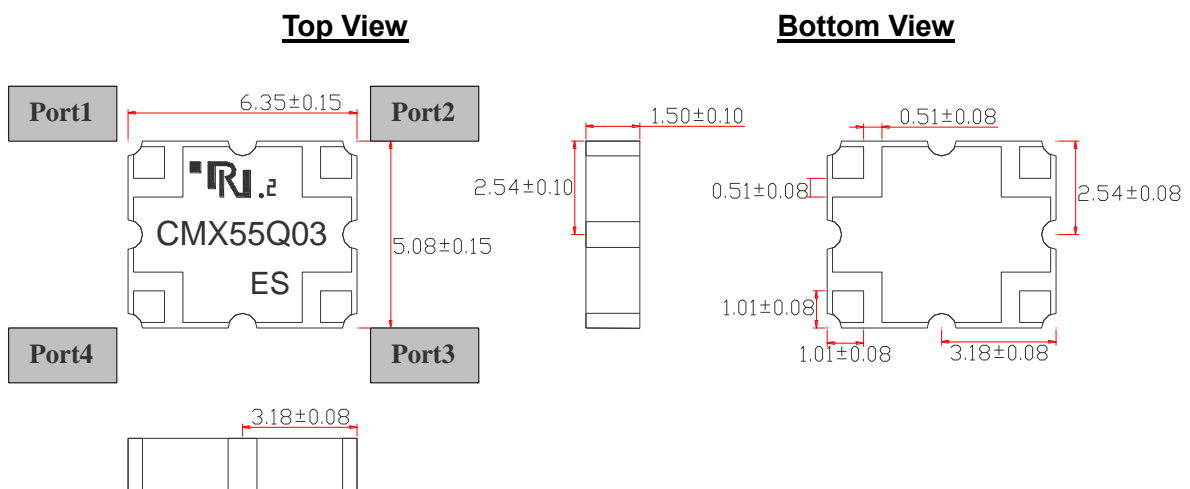 Top View
Bottom View
Port1
6.35±0.15
Port2
1.50±0.10
0.51±0.08
.2
CMX55Q03
ES
5.08±0.15
2.54±0.10
0.51±0.08
2.54±0.08
1.01±0.08
1.01±0.08
3.18±0.08
Port4
Port3
3.18±0.08